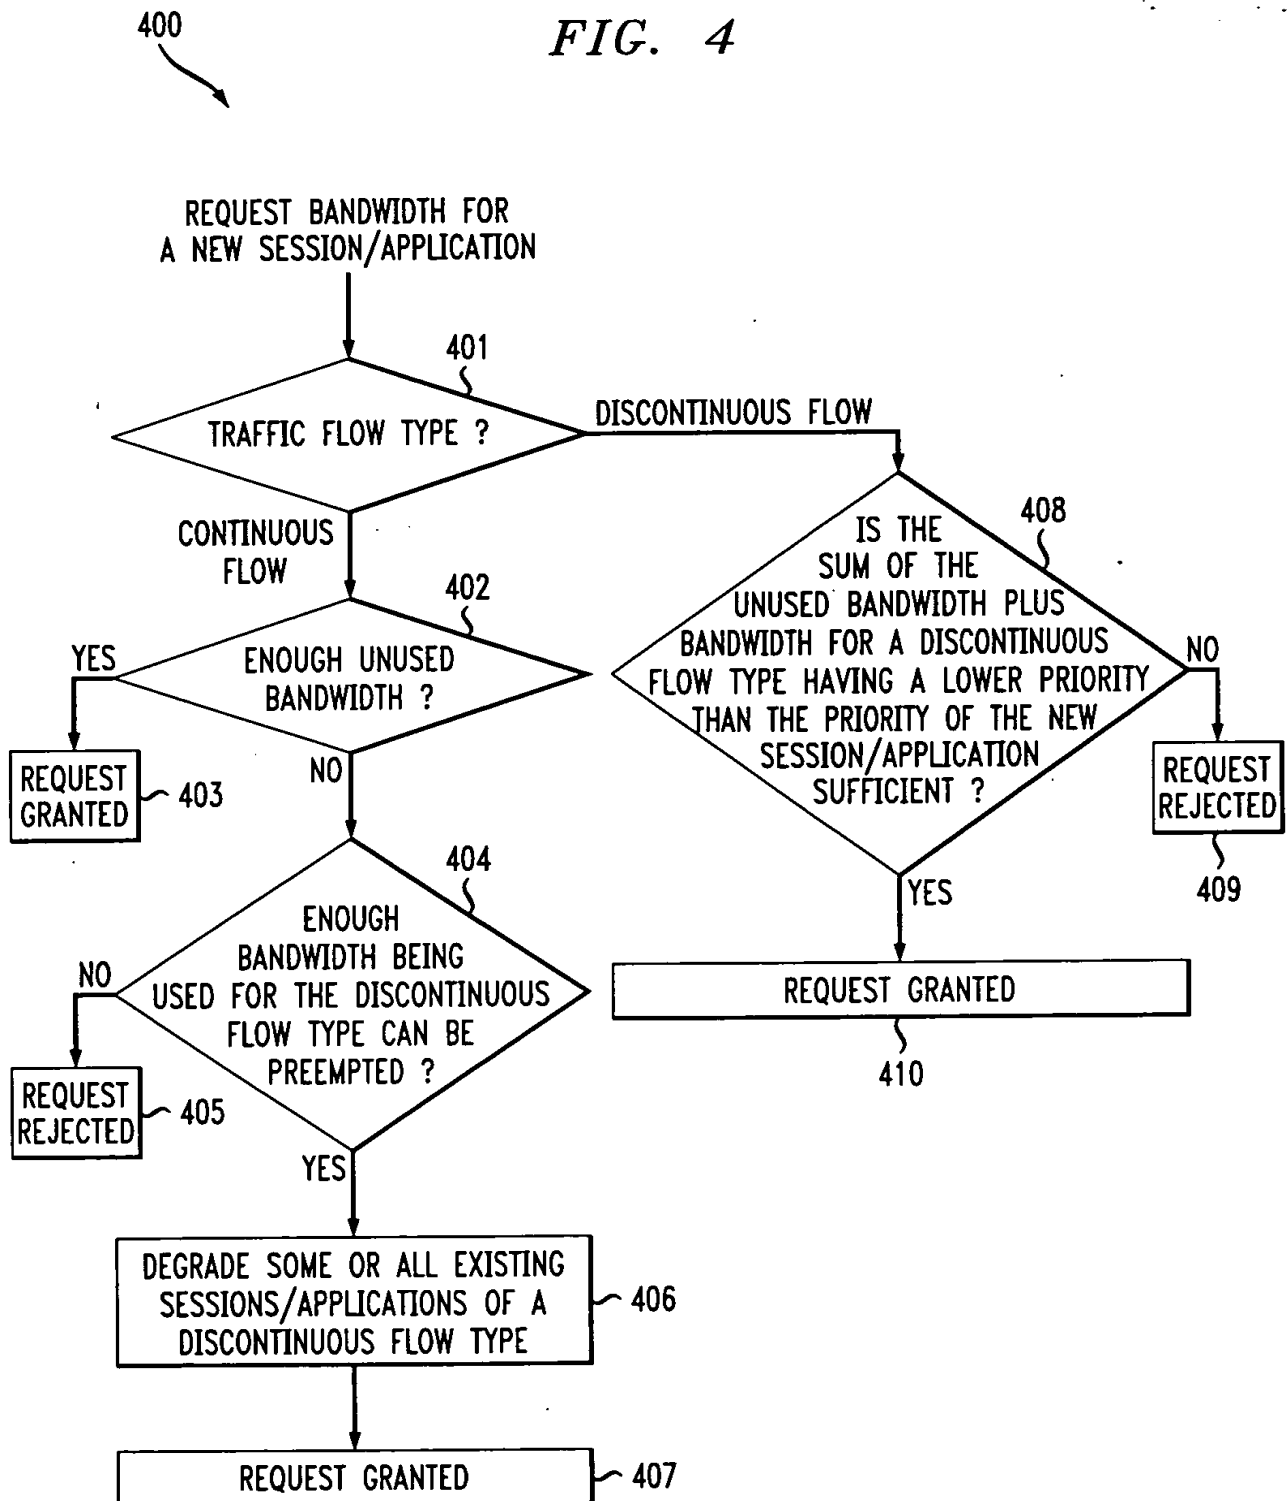 400
FIG. 4
REQUEST BANDWIDTH FOR
A NEW SESSION/APPLICATION
401
TRAFFIC FLOW TYPE ?
DISCONTINUOUS FLOW
CONTINUOUS
FLOW
402
ENOUGH UNUSED
BANDWIDTH ?
YES
REQUEST
GRANTED
403
NO
404
ENOUGH
BANDWIDTH BEING
USED FOR THE DISCONTINUOUS
FLOW TYPE CAN BE
PREEMPTED ?
NO
REQUEST
REJECTED
405
YES
DEGRADE SOME OR ALL EXISTING
SESSIONS/APPLICATIONS OF A
DISCONTINUOUS FLOW TYPE
406
REQUEST GRANTED
407
408
IS THE
SUM OF THE
UNUSED BANDWIDTH PLUS
BANDWIDTH FOR A DISCONTINUOUS
FLOW TYPE HAVING A LOWER PRIORITY
THAN THE PRIORITY OF THE NEW
SESSION/APPLICATION
SUFFICIENT ?
NO
REQUEST
REJECTED
409
YES
REQUEST GRANTED
410